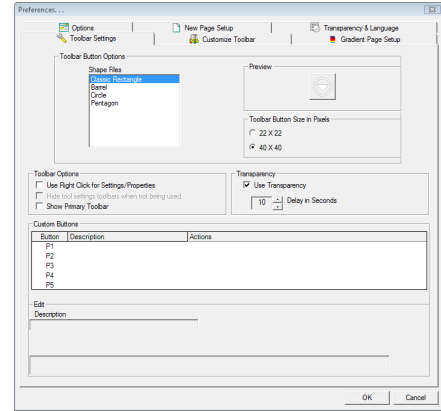 Preferences. . .
Options
New Page Setup
Transparency & Language
Toolbar Settings
Customize Toolbar
Gradient Page Setup
Toolbar Button Options
Shape Files
Classic Rectangle
Barrel
Circle
Pentagon
Preview
Toolbar Button Size in Pixels
22 X 22
40 X 40
Toolbar Options
Use Right Click for Settings/Properties
Hide tool settings toolbars when not being used.
Show Primary Toolbar
Transparency
Use Transparency
10 Delay in Seconds
Custom Buttons
Button Description Actions
P1
P2
P3
P4
P5
Edit
Description
OK Cancel